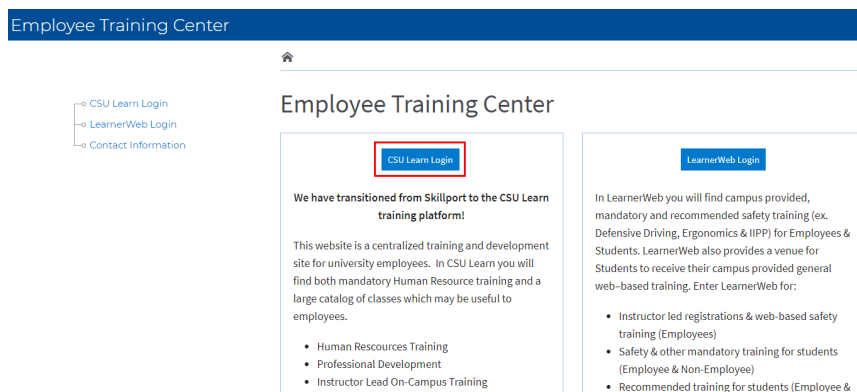 Employee Training Center
CSU Learn Login
LearnerWeb Login
Contact Information
Employee Training Center
CSU Learn Login
We have transitioned from Skillport to the CSU Learn
training platform!
This website is a centralized training and development
site for university employees. In CSU Learn you will
find both mandatory Human Resource training and a
large catalog of classes which may be useful to
employees.
• Human Rescources Training
• Professional Development
• Instructor Lead On-Campus Training
LearnerWeb Login
In LearnerWeb you will find campus provided,
mandatory and recommended safety training (ex.
Defensive Driving, Ergonomics & IIPP) for Employees &
Students. LearnerWeb also provides a venue for
Students to receive their campus provided general
web–based training. Enter LearnerWeb for:
• Instructor led registrations & web-based safety
training (Employees)
• Safety & other mandatory training for students
(Employee & Non-Employee)
• Recommended training for students (Employee &